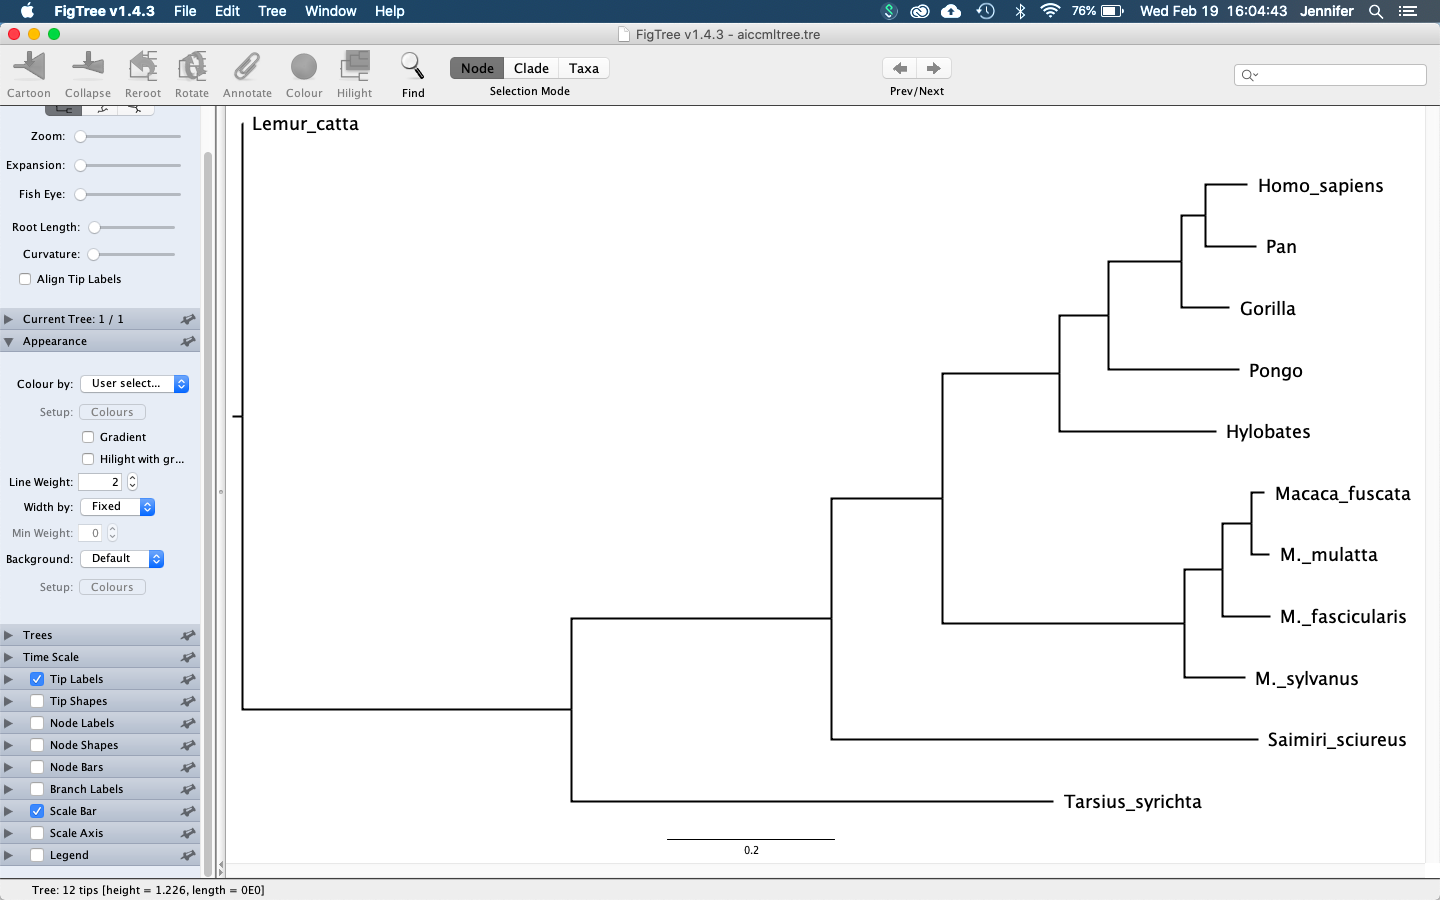 FigTree v1.4.3 File Edit Tree Window Help 76% Wed Feb 19 16:04:43 Jennifer
FigTree v1.4.3 - aiccmltree.tre
Cartoon Collapse Reroot Rotate Annotate Colour Hilight Find
Node Clade Taxa
Selection Mode
Prev/Next
Zoom:
Expansion:
Fish Eye:
Root Length:
Curvature:
Align Tip Labels
Current Tree: 1 / 1
Appearance
Colour by: User select...
Setup: Colours
Gradient
Hilight with gr...
Line Weight: 2
Width by: Fixed
Min Weight: 0
Background: Default
Setup: Colours
Trees
Time Scale
Tip Labels
Tip Shapes
Node Labels
Node Shapes
Node Bars
Branch Labels
Scale Bar
Scale Axis
Legend
Lemur_catta
Homo_sapiens
Pan
Gorilla
Pongo
Hylobates
Macaca_fuscata
M._mulatta
M._fascicularis
M._sylvanus
Saimiri_sciureus
Tarsius_syrichta
0.2
Tree: 12 tips [height = 1.226, length = 0E0]